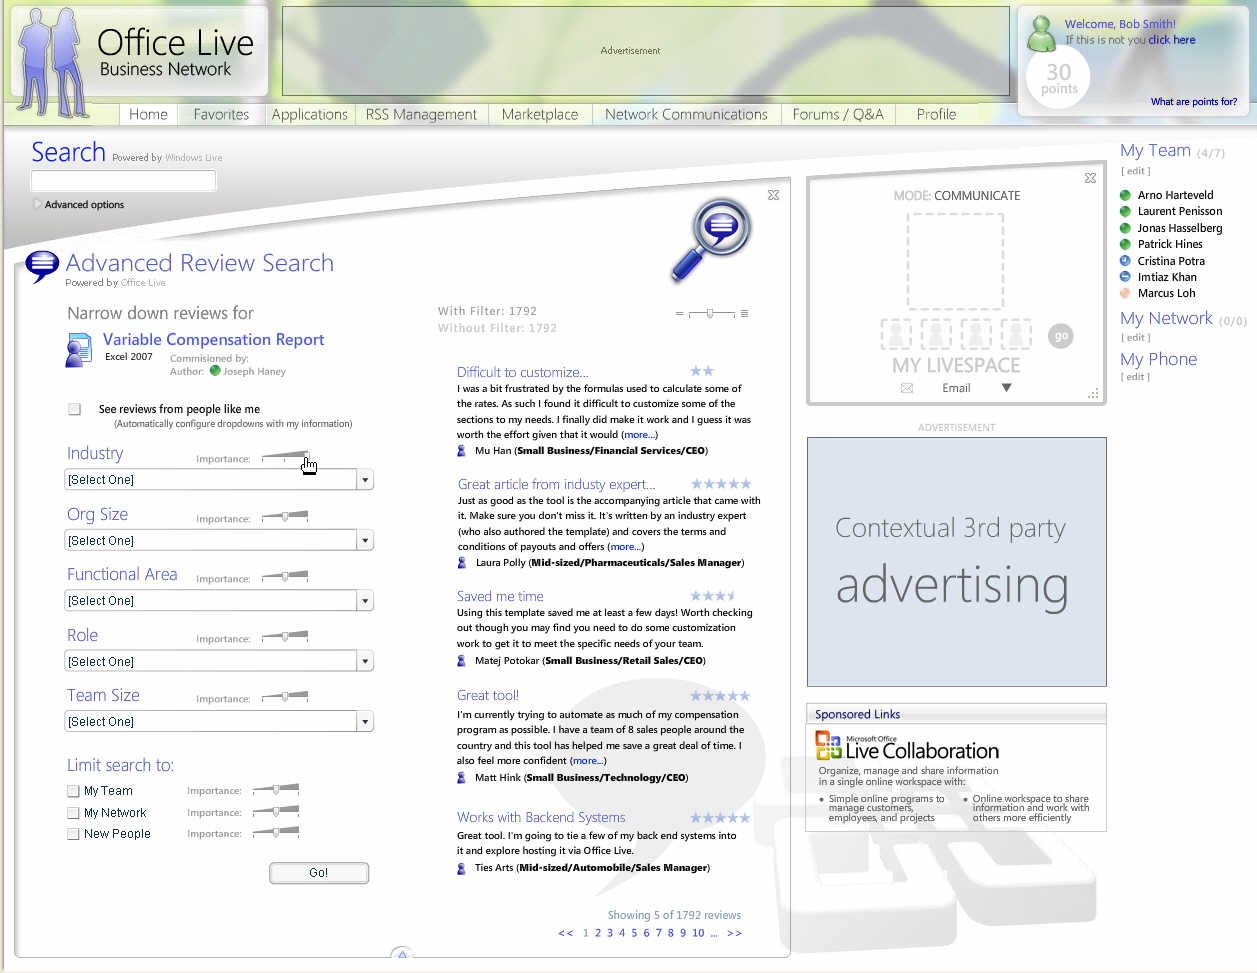 Office Live
Business Network
Advertisement
Welcome, Bob Smith!
If this is not you click here
30
points
What are points for?
Home
Favorites
Applications
RSS Management
Marketplace
Network Communications
Forums / Q&A
Profile
Search Powered by Windows Live
Advanced options
Advanced Review Search
Powered by Office Live
Narrow down reviews for
Variable Compensation Report
Excel 2007
Commisioned by:
Author: Joseph Haney
See reviews from people like me
(Automatically configure dropdowns with my information)
Industry
Importance:
[Select One]
Org Size
Importance:
[Select One]
Functional Area
Importance:
[Select One]
Role
Importance:
[Select One]
Team Size
Importance:
[Select One]
Limit search to:
My Team
Importance:
My Network
Importance:
New People
Importance:
Go!
With Filter: 1792
Without Filter: 1792
Difficult to customize...
I was a bit frustrated by the formulas used to calculate some of
the rates. As such I found it difficult to customize some of the
sections to my needs. I finally did make it work and I guess it was
worth the effort given that it would (more...)
Mu Han (Small Business/Financial Services/CEO)
Great article from industy expert...
Just as good as the tool is the accompanying article that came with
it. Make sure you don't miss it. It's written by an industry expert
(who also authored the template) and covers the terms and
conditions of payouts and offers (more...)
Laura Polly (Mid-sized/Pharmaceuticals/Sales Manager)
Saved me time
Using this template saved me at least a few days! Worth checking
out though you may find you need to do some customization
work to get it to meet the specific needs of your team.
Matej Potokar (Small Business/Retail Sales/CEO)
Great tool!
I'm currently trying to automate as much of my compensation
program as possible. I have a team of 8 sales people around the
country and this tool has helped me save a great deal of time. I
also feel more confident (more...)
Matt Hink (Small Business/Technology/CEO)
Works with Backend Systems
Great tool. I'm going to tie a few of my back end systems into
it and explore hosting it via Office Live.
Ties Arts (Mid-sized/Automobile/Sales Manager)
Showing 5 of 1792 reviews
<< 1 2 3 4 5 6 7 8 9 10 ... >>
MODE: COMMUNICATE
go
MY LIVESPACE
Email
ADVERTISEMENT
Contextual 3rd party
advertising
Sponsored Links
Microsoft Office
Live Collaboration
Organize, manage and share information
in a single online workspace with:
• Simple online programs to
manage customers,
employees, and projects
• Online workspace to share
information and work with
others more efficiently
My Team (4/7)
[ edit ]
Arno Harteveld
Laurent Penisson
Jonas Hasselberg
Patrick Hines
Cristina Potra
Imtiaz Khan
Marcus Loh
My Network (0/0)
[ edit ]
My Phone
[ edit ]